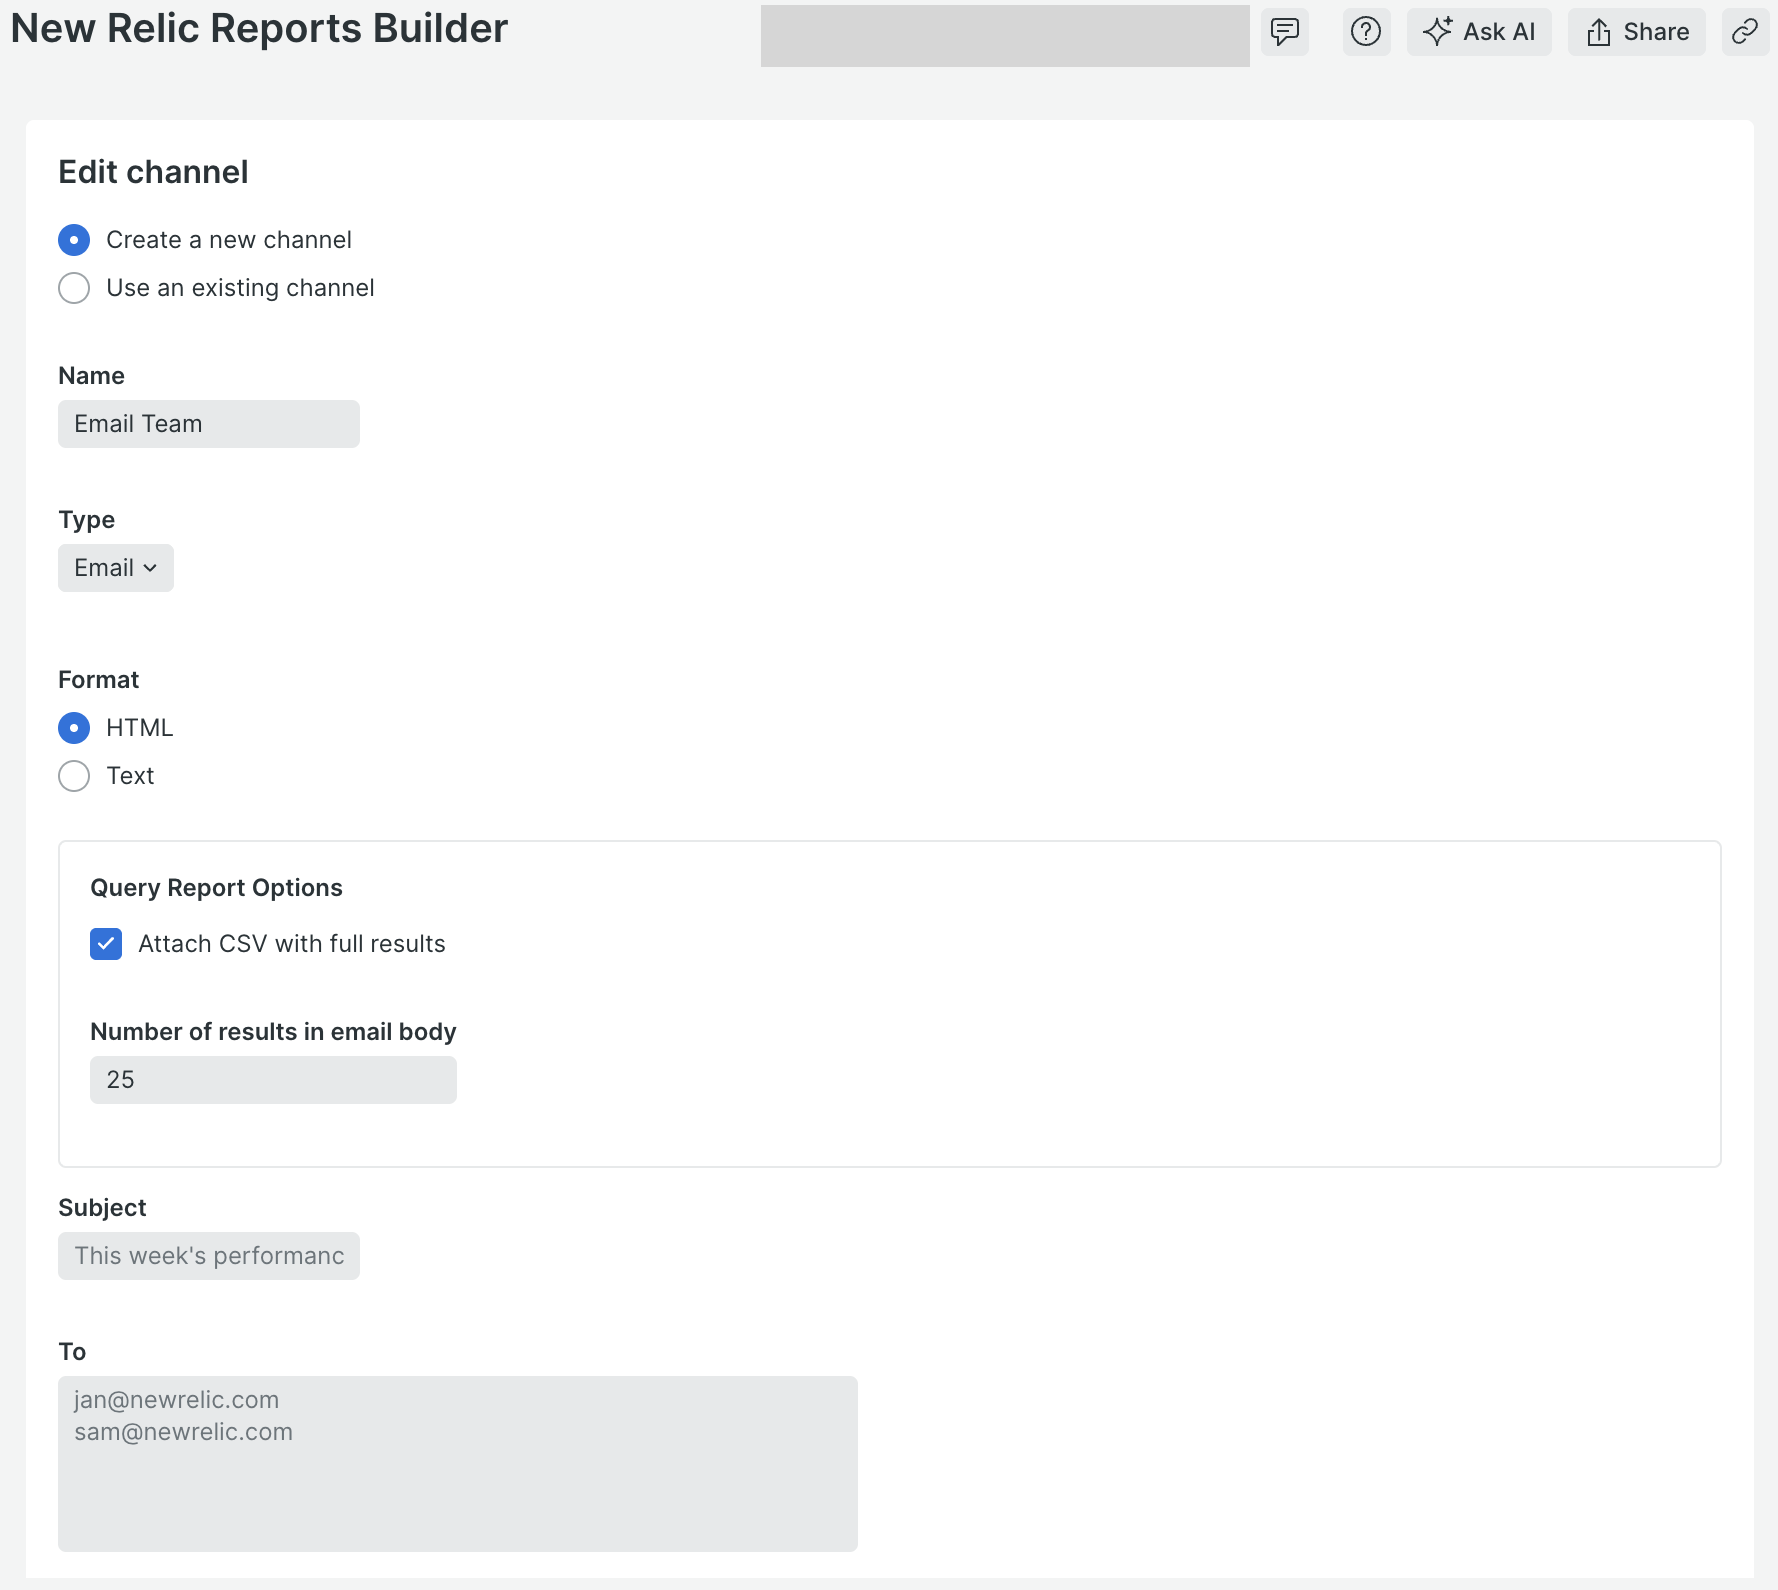 New Relic Reports Builder
Ask AI
Share
Edit channel
Create a new channel
Use an existing channel
Name
Email Team
Type
Email
Format
HTML
Text
Query Report Options
Attach CSV with full results
Number of results in email body
25
Subject
This week's performanc
To
jan@newrelic.com
sam@newrelic.com